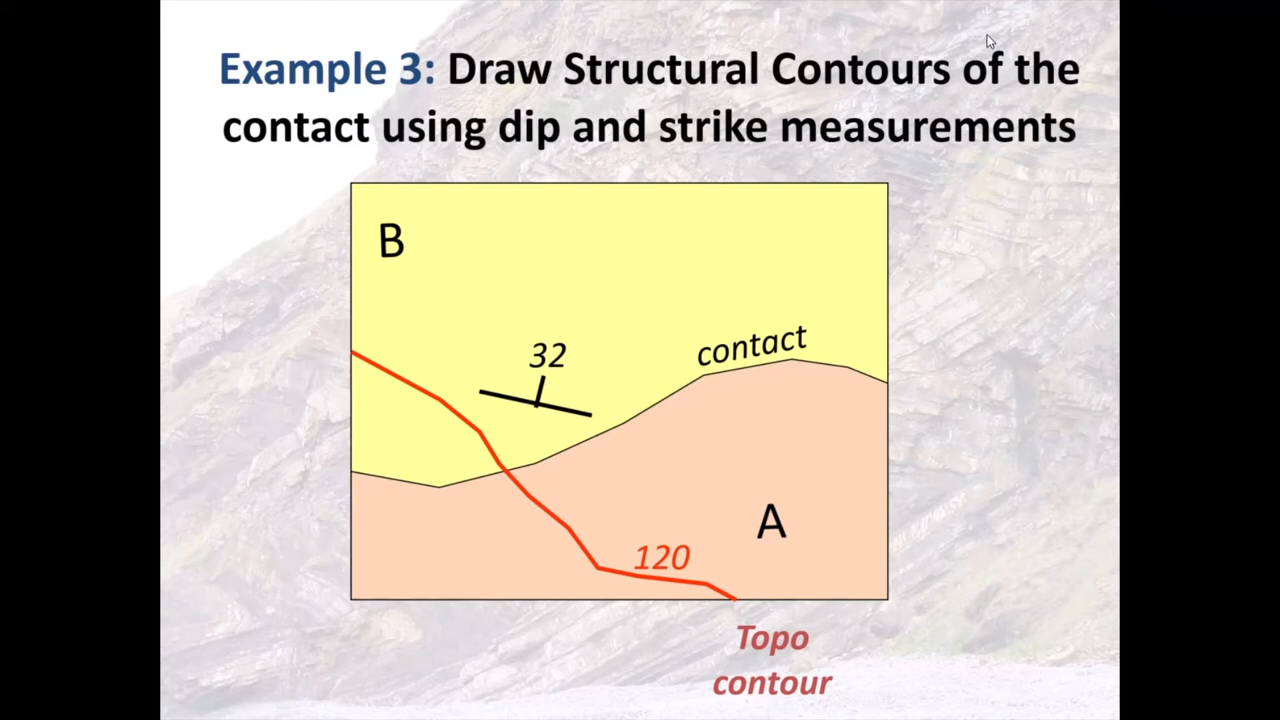 Example 3: Draw Structural Contours of the
contact using dip and strike measurements
B
32
contact
A
120
Topo
contour